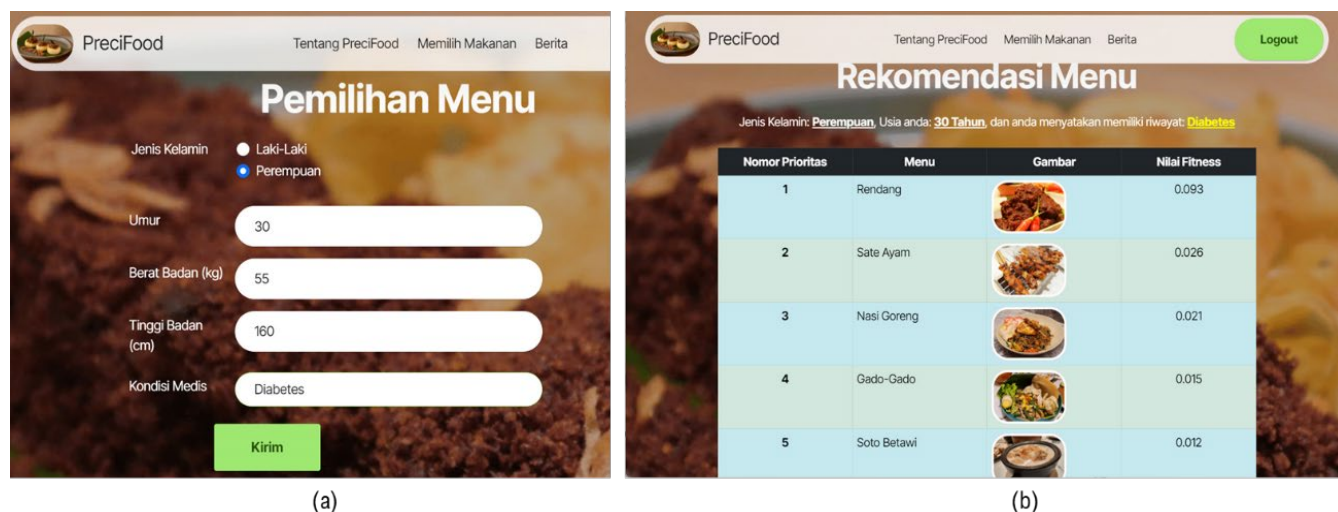 PreciFood
Tentang PreciFood Memilih Makanan Berita
Pemilihan Menu
Jenis Kelamin
Laki-Laki
Perempuan
Umur
30
Berat Badan (kg)
55
Tinggi Badan
(cm)
160
Kondisi Medis
Diabetes
Kirim
(a)
PreciFood
Tentang PreciFood Memilih Makanan Berita
Logout
Rekomendasi Menu
Jenis Kelamin: Perempuan, Usia anda: 30 Tahun, dan anda menyatakan memiliki riwayat: Diabetes
Nomor Prioritas Menu Gambar Nilai Fitness
1 Rendang 0.093
2 Sate Ayam 0.026
3 Nasi Goreng 0.021
4 Gado-Gado 0.015
5 Soto Betawi 0.012
(b)